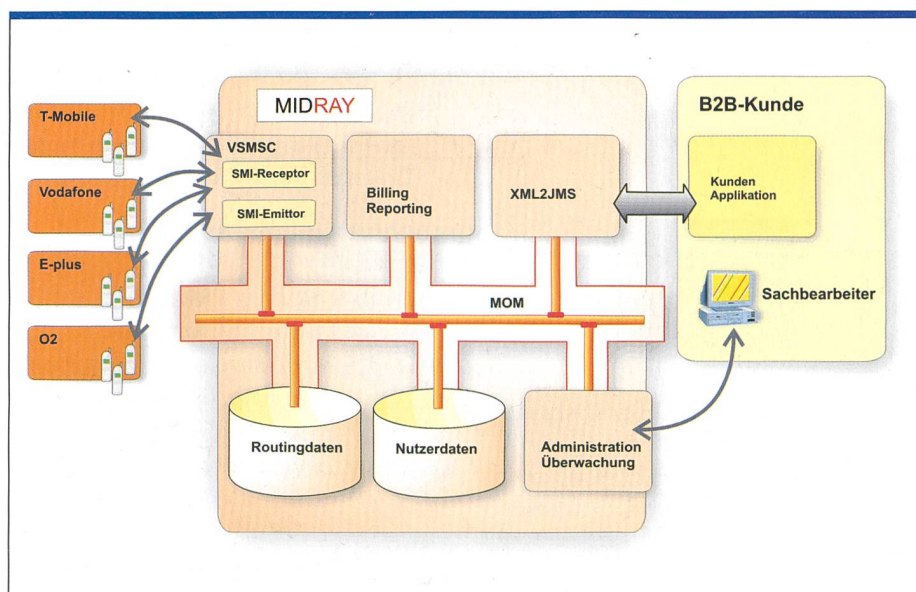 T-Mobile
Vodafone
E-plus
O2
MIDRAY
VSMSC
SMI-Receptor
SMI-Emittor
Billing
Reporting
XML2JMS
MOM
Routingdaten
Nutzerdaten
Administration
Überwachung
B2B-Kunde
Kunden
Applikation
Sachbearbeiter